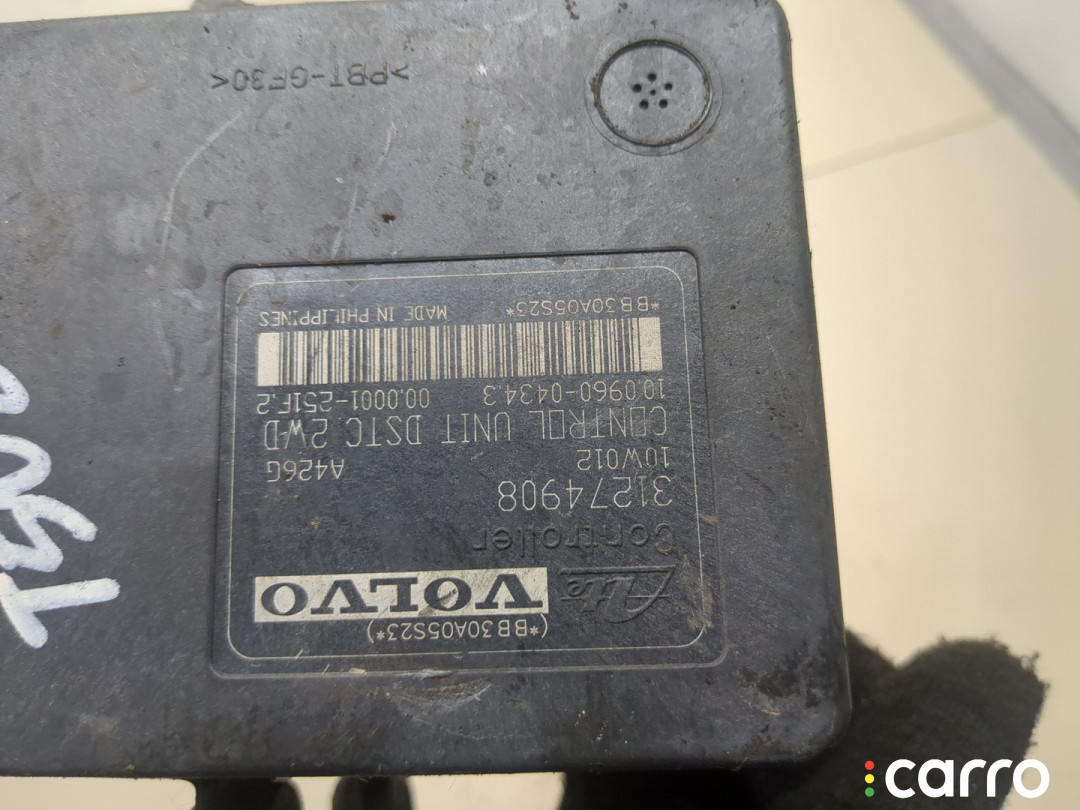 (*BB30A05S23*)
Ate VOLVO
Controller
31274908
10W012 A426G
CONTROL UNIT DSTC 2WD
10.0960-0434.3 00.0001-251F.2
*BB30A05S23* MADE IN PHILIPPINES
>PBT-GF30<
carro